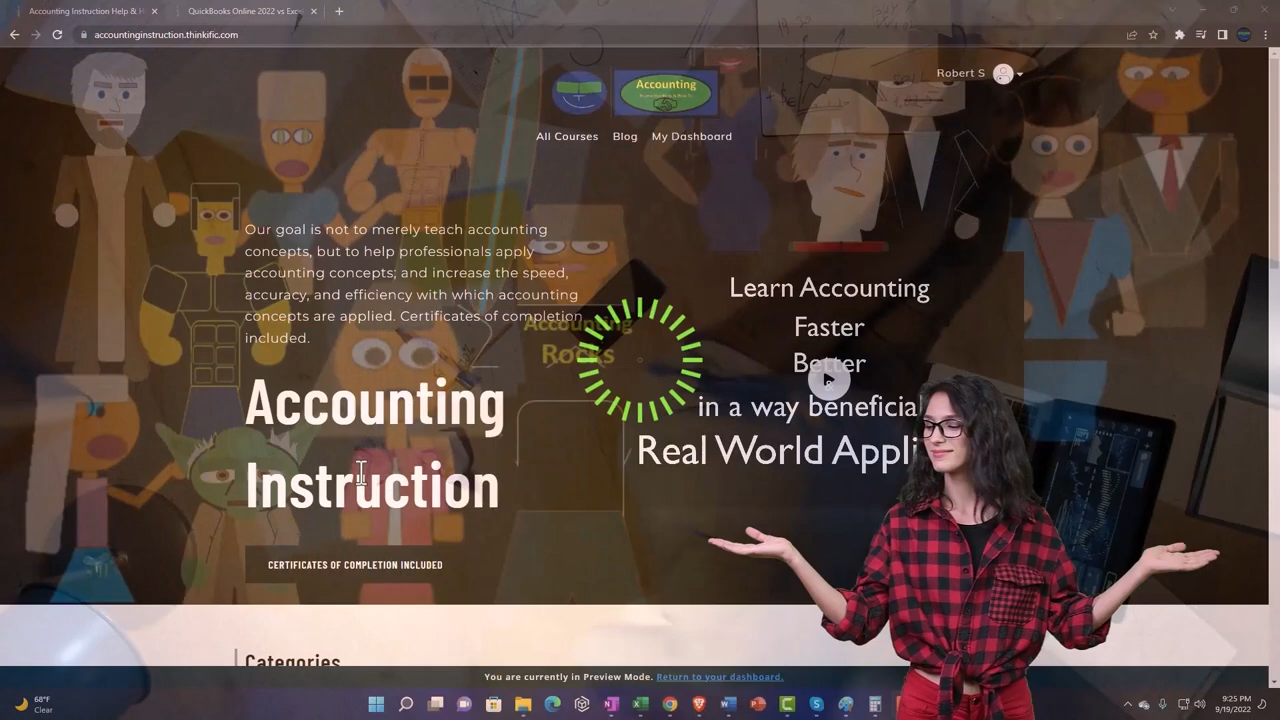 Accounting Instruction Help & H
QuickBooks Online 2022 vs Exce
accountinginstruction.thinkific.com
Robert S
Accounting
All Courses Blog My Dashboard
Our goal is not to merely teach accounting
concepts, but to help professionals apply
accounting concepts; and increase the speed,
accuracy, and efficiency with which accounting
concepts are applied. Certificates of completion
included.
Accounting
Rocks
Learn Accounting
Faster
Better
&
in a way beneficial
Real World Appli
Accounting
Instruction
CERTIFICATES OF COMPLETION INCLUDED
Categories
You are currently in Preview Mode. Return to your dashboard.
68°F
Clear
9:25 PM
9/19/2022